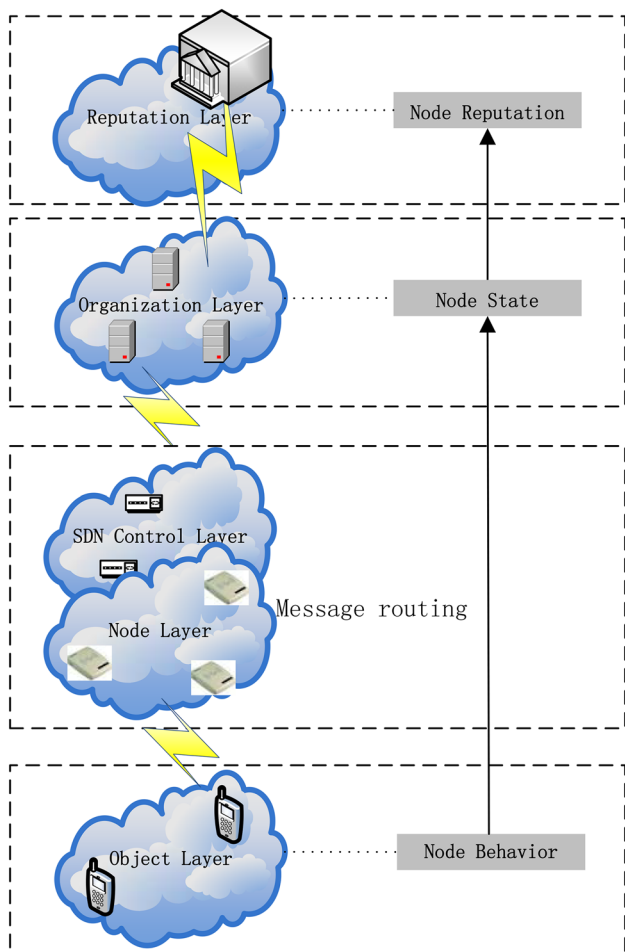 Reputation Layer
Node Reputation
Organization Layer
Node State
SDN Control Layer
Message routing
Node Layer
Object Layer
Node Behavior